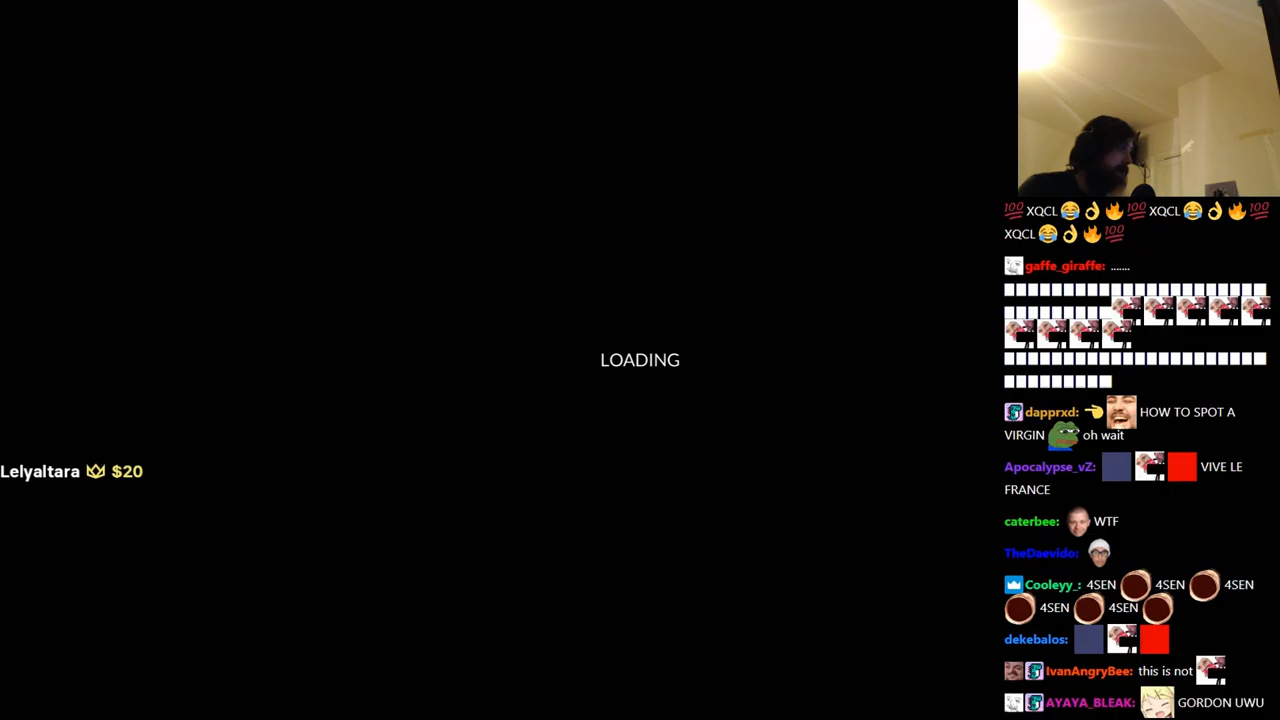 💯 XQCL 😂👌🔥💯 XQCL 😂👌🔥💯
XQCL 😂👌🔥💯
gaffe_giraffe: .......
LOADING
dapprxd: 👈 HOW TO SPOT A
VIRGIN oh wait
Lelyaltara $20
Apocalypse_vZ: VIVE LE
FRANCE
caterbee: WTF
TheDaevido:
Cooleyy_: 4SEN 4SEN 4SEN
4SEN 4SEN
dekebalos:
IvanAngryBee: this is not
AYAYA_BLEAK: GORDON UWU